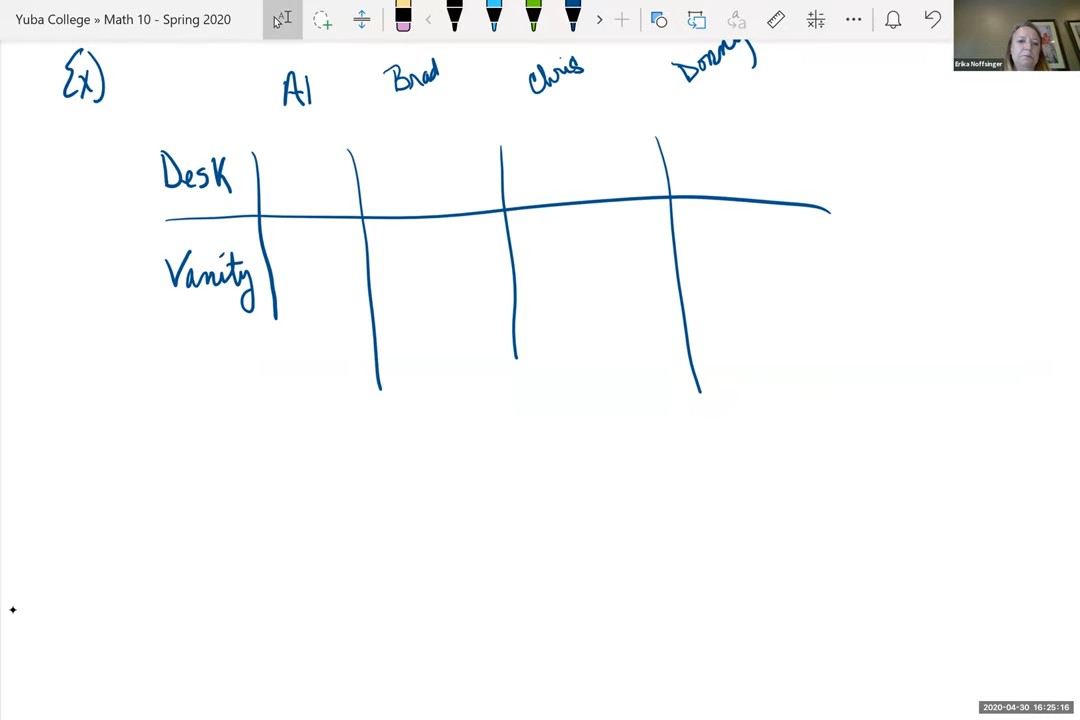 Yuba College » Math 10 - Spring 2020
Erika Noffsinger
Ex) Al Brad Chris
Desk
Vanity
2020-04-30 16:25:16